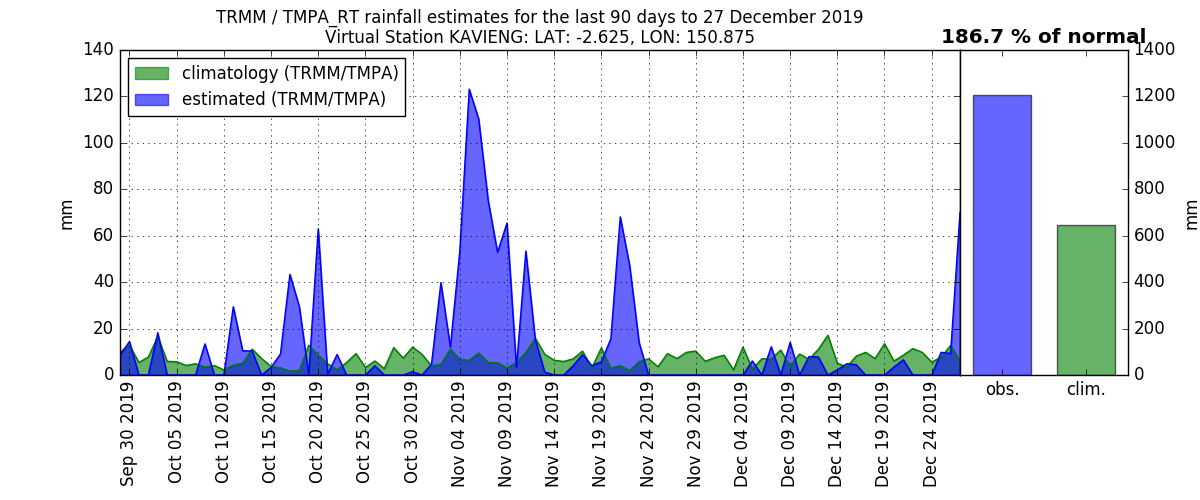 TRMM / TMPA_RT rainfall estimates for the last 90 days to 27 December 2019
Virtual Station KAVIENG: LAT: -2.625, LON: 150.875
186.7 % of normal
climatology (TRMM/TMPA)
estimated (TRMM/TMPA)
mm
140
120
100
80
60
40
20
0
Sep 30 2019
Oct 05 2019
Oct 10 2019
Oct 15 2019
Oct 20 2019
Oct 25 2019
Oct 30 2019
Nov 04 2019
Nov 09 2019
Nov 14 2019
Nov 19 2019
Nov 24 2019
Nov 29 2019
Dec 04 2019
Dec 09 2019
Dec 14 2019
Dec 19 2019
Dec 24 2019
1400
1200
1000
800
600
400
200
0
mm
obs.
clim.